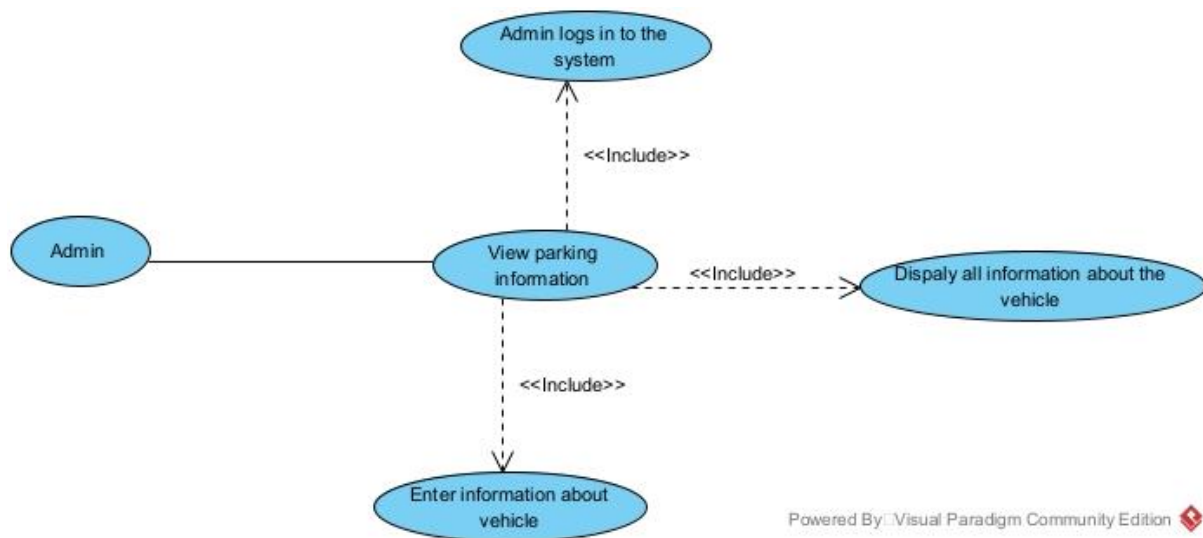 Admin logs in to the
system
<<Include>>
Admin
View parking
information
<<Include>>
Dispaly all information about the
vehicle
<<Include>>
Enter information about
vehicle
Powered By Visual Paradigm Community Edition